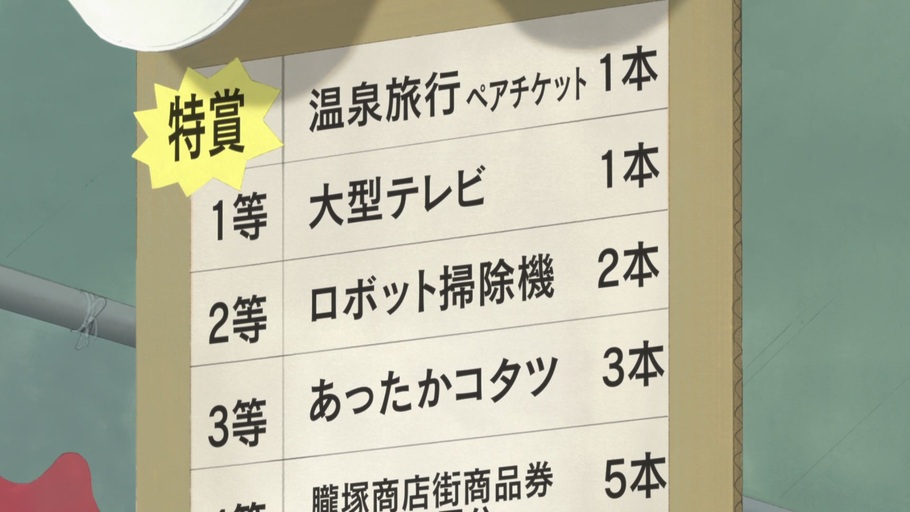 特賞 温泉旅行 ペアチケット 1本
1等 大型テレビ 1本
2等 ロボット掃除機 2本
3等 あったかコタツ 3本
朧塚商店街商品券 5本